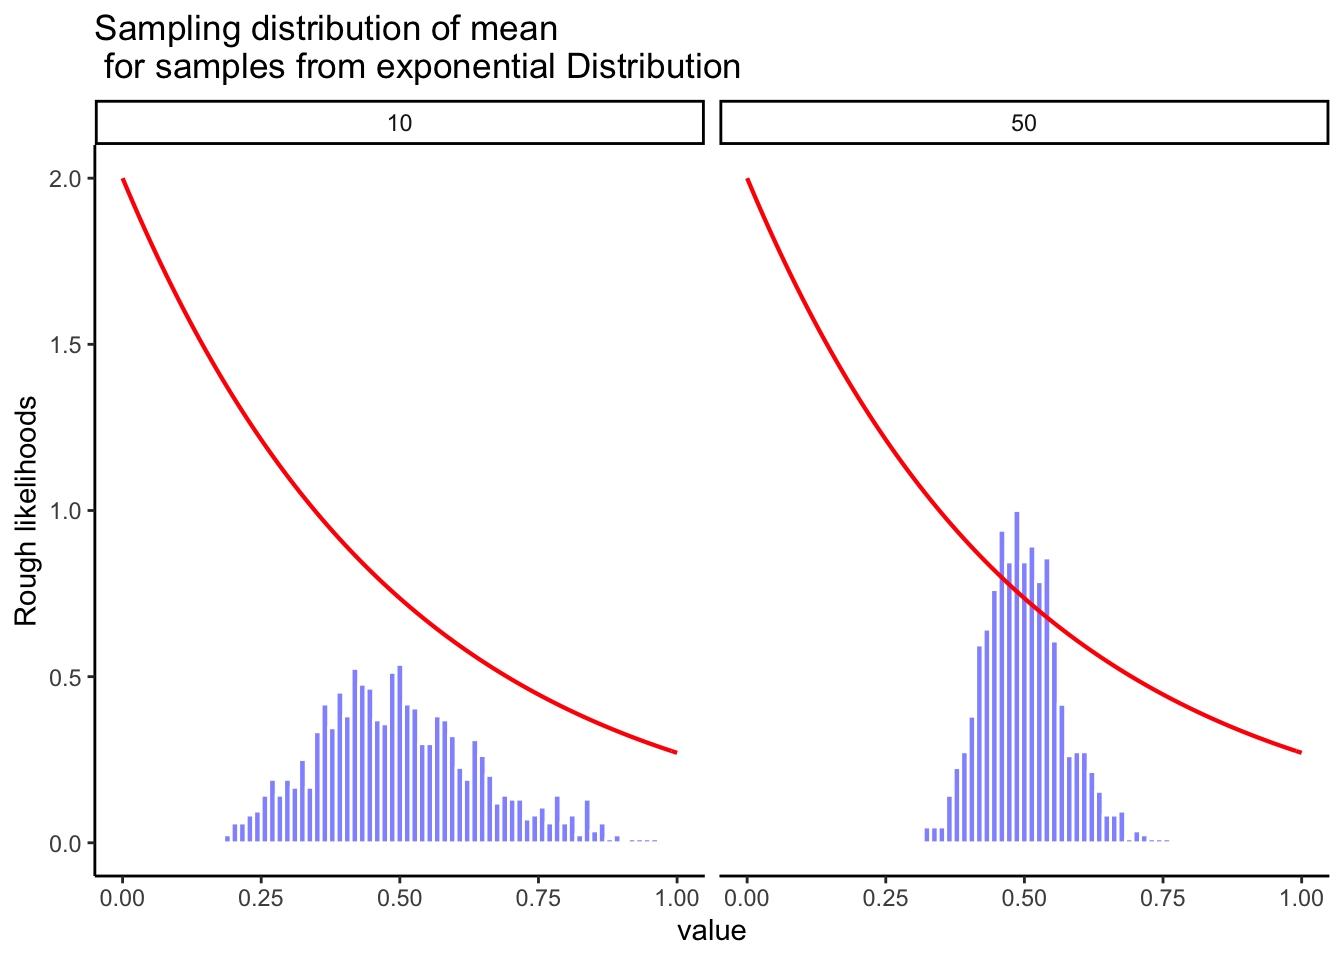 Sampling distribution of mean
for samples from exponential Distribution
10
50
Rough likelihoods
2.0
1.5
1.0
0.5
0.0
0.00 0.25 0.50 0.75 1.00
0.00 0.25 0.50 0.75 1.00
value